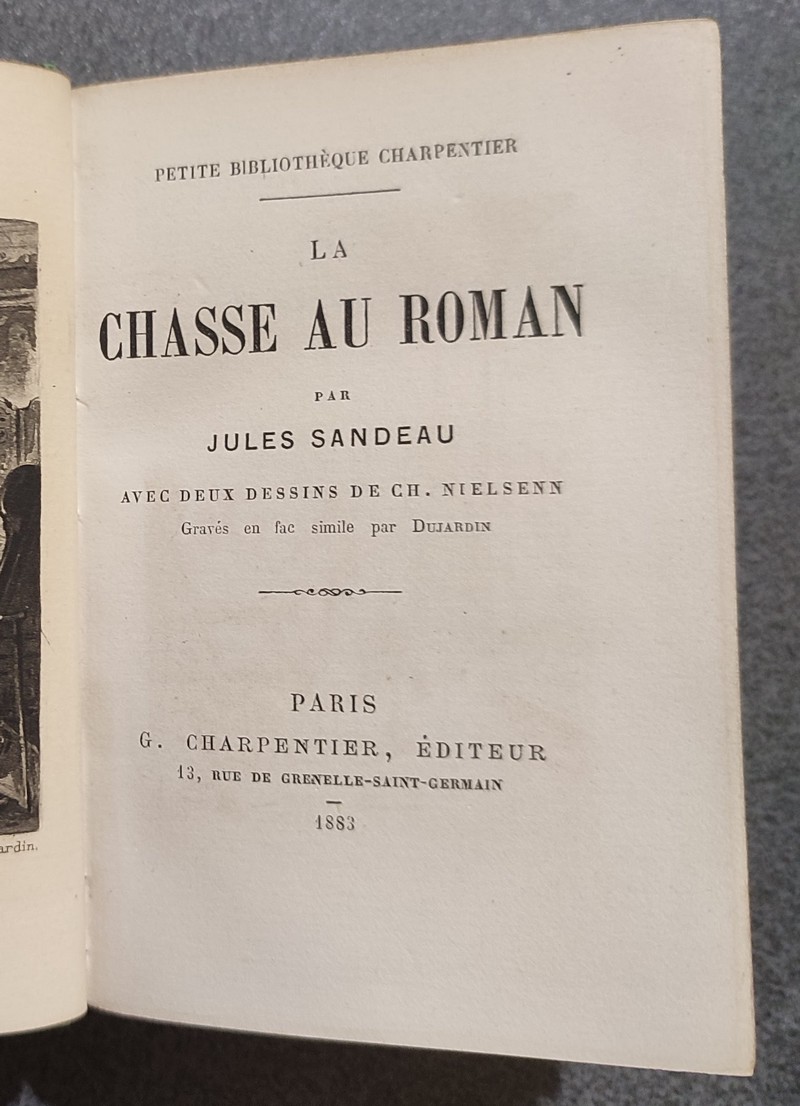 PETITE BIBLIOTHÈQUE CHARPENTIER
LA
CHASSE AU ROMAN
PAR
JULES SANDEAU
AVEC DEUX DESSINS DE CH. NIELSENN
Gravés en fac simile par DUJARDIN
PARIS
G. CHARPENTIER, ÉDITEUR
13, RUE DE GRENELLE-SAINT-GERMAIN
1883
ardin.